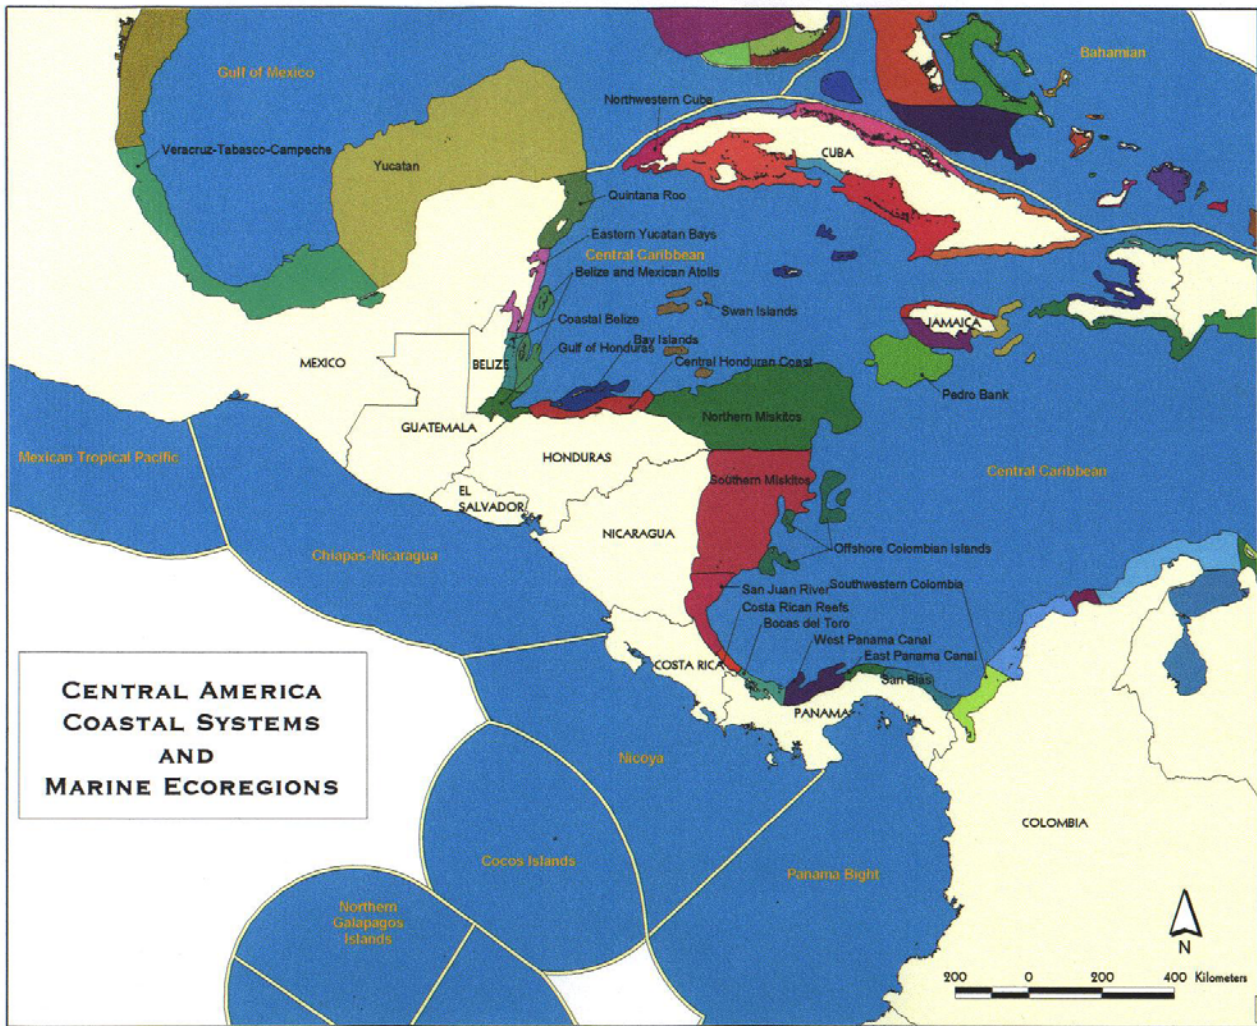 Gulf of Mexico
Bahamian
Northwestern Cuba
Veracruz-Tabasco-Campeche
Yucatan
CUBA
Quintana Roo
Eastern Yucatan Bays
Central Caribbean
Belize and Mexican Atolls
Swan Islands
Coastal Belize
JAMAICA
Bay Islands
Gulf of Honduras
MEXICO
BELIZE
Central Honduran Coast
Pedro Bank
Northern Miskitos
GUATEMALA
Mexican Tropical Pacific
HONDURAS
Central Caribbean
Southern Miskitos
EL
SALVADOR
NICARAGUA
Offshore Colombian Islands
Chiapas-Nicaragua
San Juan River
Southwestern Colombia
Costa Rican Reefs
Bocas del Toro
West Panama Canal
East Panama Canal
COSTA RICA
San Blas
PANAMA
CENTRAL AMERICA
COASTAL SYSTEMS
AND
MARINE ECOREGIONS
Nicoya
COLOMBIA
Cocos Islands
Panama Bight
Northern
Galapagos
Islands
N
200 0 200 400 Kilometers